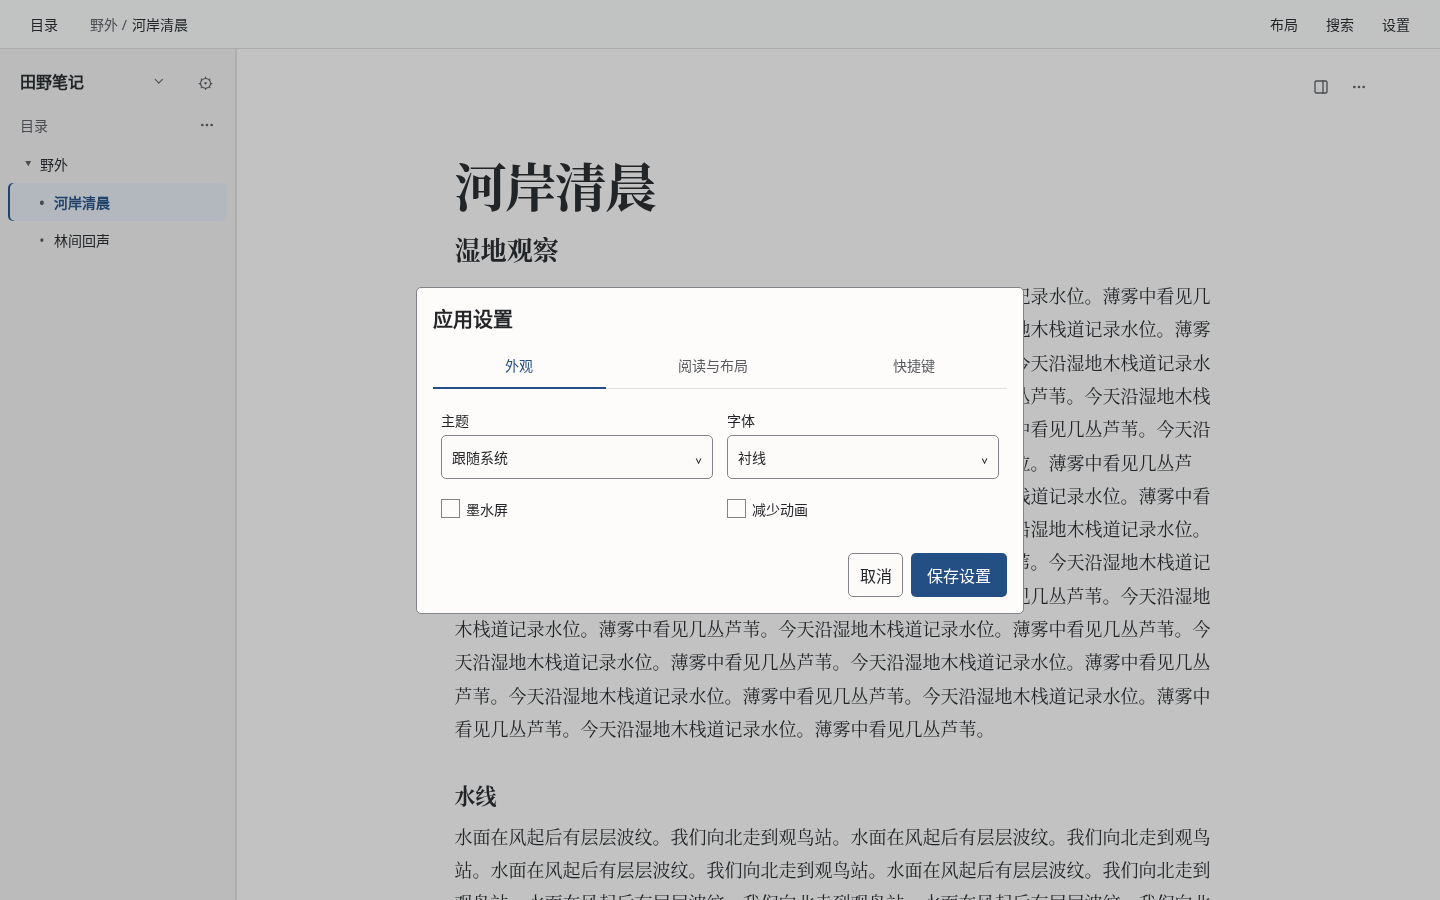 目录
野外 / 河岸清晨
布局
搜索
设置
田野笔记
目录
野外
河岸清晨
林间回声
河岸清晨
湿地观察
录水位。薄雾中看见几
木栈道记录水位。薄雾
天沿湿地木栈道记录水
芦苇。今天沿湿地木栈
看见几丛芦苇。今天沿
。薄雾中看见几丛芦
道记录水位。薄雾中看
湿地木栈道记录水位。
。今天沿湿地木栈道记
几丛芦苇。今天沿湿地
木栈道记录水位。薄雾中看见几丛芦苇。今天沿湿地木栈道记录水位。薄雾中看见几丛芦苇。今
天沿湿地木栈道记录水位。薄雾中看见几丛芦苇。今天沿湿地木栈道记录水位。薄雾中看见几丛
芦苇。今天沿湿地木栈道记录水位。薄雾中看见几丛芦苇。今天沿湿地木栈道记录水位。薄雾中
看见几丛芦苇。今天沿湿地木栈道记录水位。薄雾中看见几丛芦苇。
水线
水面在风起后有层层波纹。我们向北走到观鸟站。水面在风起后有层层波纹。我们向北走到观鸟
站。水面在风起后有层层波纹。我们向北走到观鸟站。水面在风起后有层层波纹。我们向北走到
应用设置
外观
阅读与布局
快捷键
主题
字体
跟随系统
衬线
墨水屏
减少动画
取消
保存设置